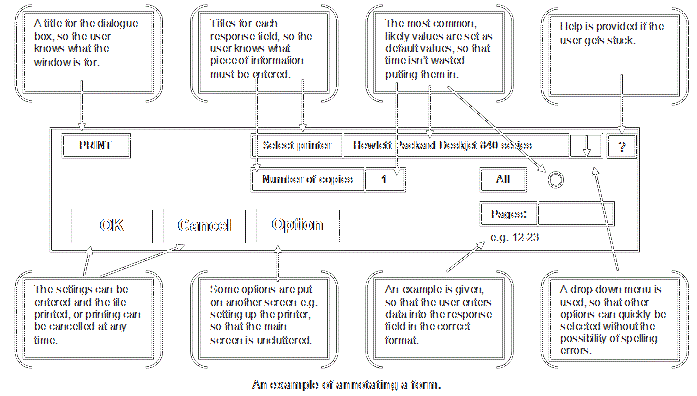 A title for the dialogue
box, so the user
knows what the
window is for.
Titles for each
response field, so the
user knows what
piece of information
must be entered.
The most common,
likely values are set as
default values, so that
time isn't wasted
putting them in.
Help is provided if the
user gets stuck.
PRINT
Select printer
Hewlett Packard Deskjet 840 series
?
Number of copies
1
All
OK
Cancel
Option
Pages:
e.g. 12-23
The settings can be
entered and the file
printed, or printing can
be cancelled at any
time.
Some options are put
on another screen e.g.
setting up the printer,
so that the main
screen is uncluttered.
An example is given,
so that the user enters
data into the response
field in the correct
format.
A drop down menu is
used, so that other
options can quickly be
selected without the
possibility of spelling
errors.
An example of annotating a form.